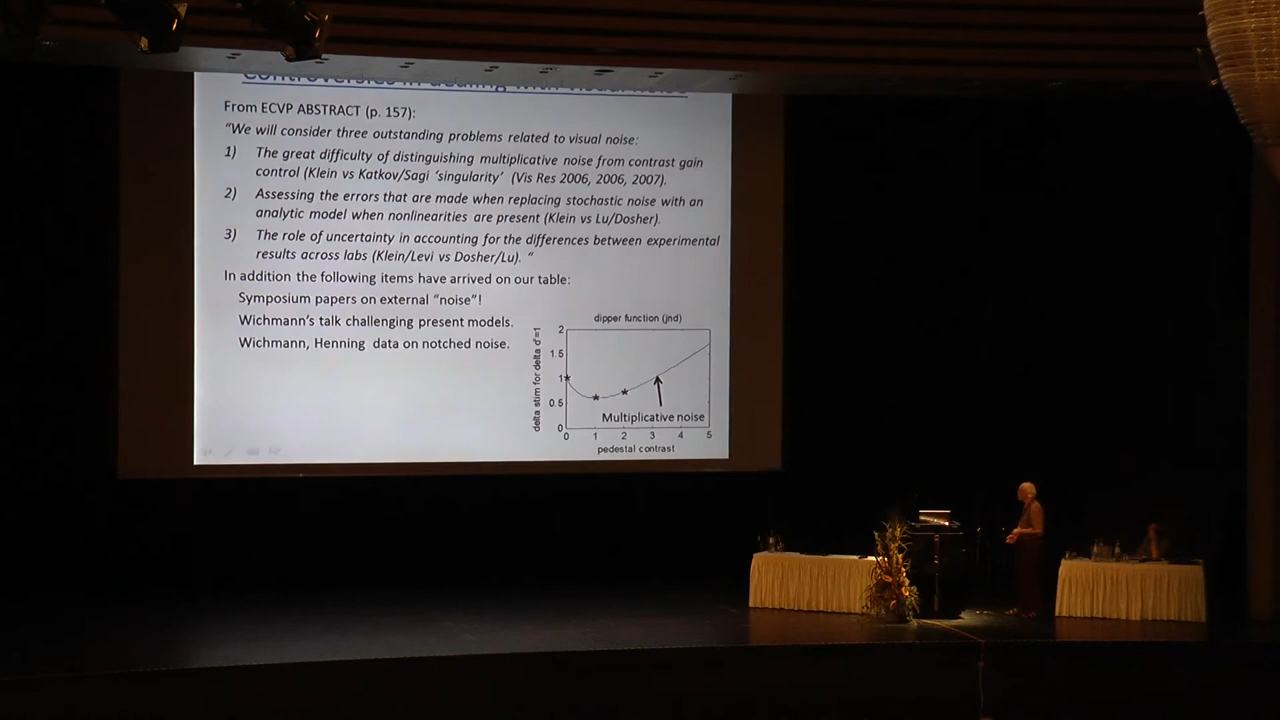 controversies in dealing with visual noise
From ECVP ABSTRACT (p. 157):
"We will consider three outstanding problems related to visual noise:
1) The great difficulty of distinguishing multiplicative noise from contrast gain
control (Klein vs Katkov/Sagi 'singularity' (Vis Res 2006, 2006, 2007).
2) Assessing the errors that are made when replacing stochastic noise with an
analytic model when nonlinearities are present (Klein vs Lu/Dosher).
3) The role of uncertainty in accounting for the differences between experimental
results across labs (Klein/Levi vs Dosher/Lu). "
In addition the following items have arrived on our table:
Symposium papers on external "noise"!
Wichmann's talk challenging present models.
Wichmann, Henning data on notched noise.
dipper function (jnd)
delta stim for delta d'=1
2
1.5
1
0.5
0
Multiplicative noise
0 1 2 3 4 5
pedestal contrast